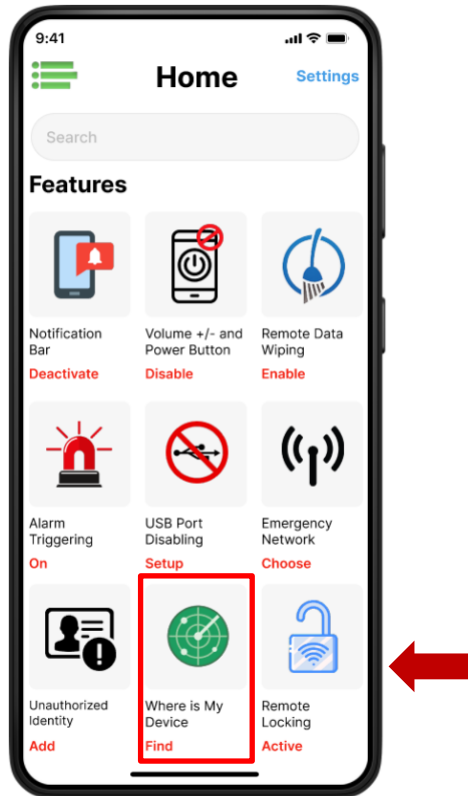 9:41
Home
Settings
Search
Features
Notification
Bar
Deactivate
Volume +/- and
Power Button
Disable
Remote Data
Wiping
Enable
Alarm
Triggering
On
USB Port
Disabling
Setup
Emergency
Network
Choose
Unauthorized
Identity
Add
Where is My
Device
Find
Remote
Locking
Active